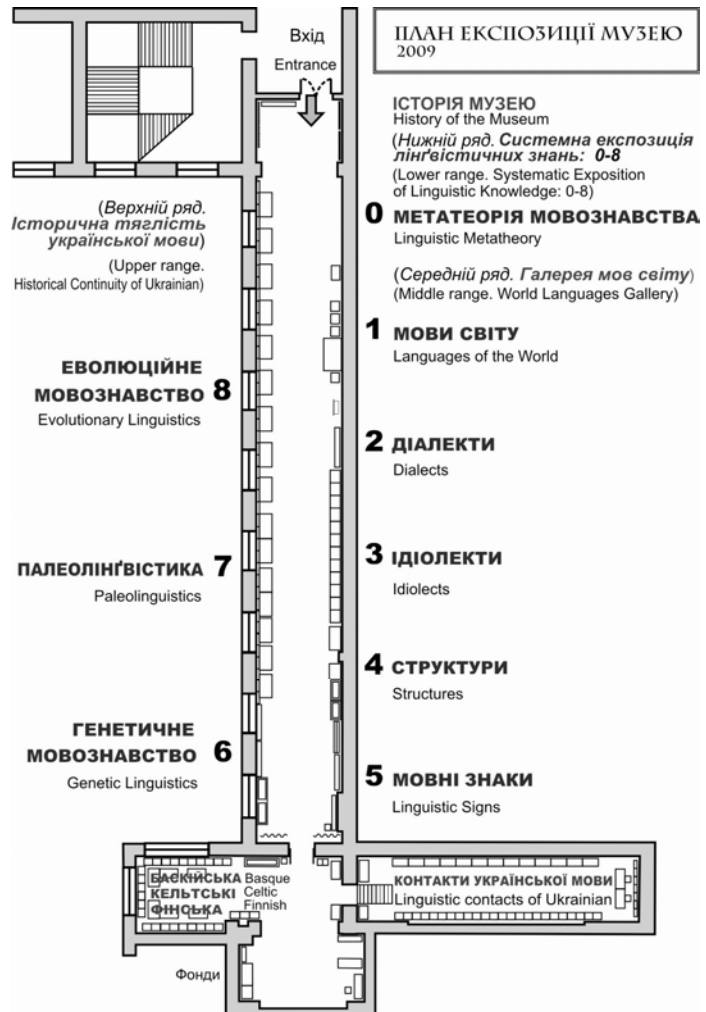 Вхід
Entrance
ПЛАН ЕКСПОЗИЦІЇ МУЗЕЮ
2009
ІСТОРІЯ МУЗЕЮ
History of the Museum
(Нижній ряд. Системна експозиція
лінґвістичних знань: 0-8)
(Lower range. Systematic Exposition
of Linguistic Knowledge: 0-8)
0 МЕТАТЕОРІЯ МОВОЗНАВСТВА
Linguistic Metatheory
(Середній ряд. Галерея мов світу)
(Middle range. World Languages Gallery)
1 МОВИ СВІТУ
Languages of the World
2 ДІАЛЕКТИ
Dialects
3 ІДІОЛЕКТИ
Idiolects
4 СТРУКТУРИ
Structures
5 МОВНІ ЗНАКИ
Linguistic Signs
(Верхній ряд.
Історична тяглість
української мови)
(Upper range.
Historical Continuity of Ukrainian)
ЕВОЛЮЦІЙНЕ
МОВОЗНАВСТВО 8
Evolutionary Linguistics
ПАЛЕОЛІНҐВІСТИКА 7
Paleolinguistics
ГЕНЕТИЧНЕ
МОВОЗНАВСТВО 6
Genetic Linguistics
БАСКІЙСЬКА Basque
КЕЛЬТСЬКІ Celtic
ФІНСЬКА Finnish
КОНТАКТИ УКРАЇНСЬКОЇ МОВИ
Linguistic contacts of Ukrainian
Фонди